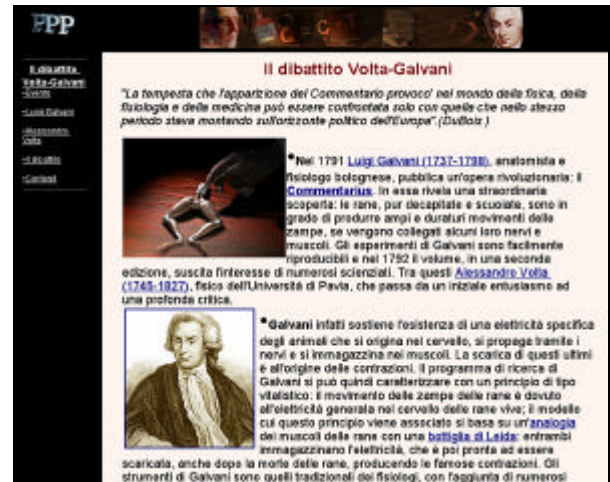 FPP
Il dibattito
Volta-Galvani
-Evento
-Luigi Galvani
-Alessandro
Volta
-Il dibattito
-Contesti
Il dibattito Volta-Galvani
"La tempesta che l'apparizione del Commentario provoco' nel mondo della fisica, della
fisiologia e della medicina può essere confrontata solo con quella che nello stesso
periodo stava montando sull'orizzonte politico dell'Europa".(DuBois )
•Nel 1791 Luigi Galvani (1737-1798), anatomista e
fisiologo bolognese, pubblica un'opera rivoluzionaria: il
Commentarius. In essa rivela una straordinaria
scoperta: le rane, pur decapitate e scuoiate, sono in
grado di produrre ampi e duraturi movimenti delle
zampe, se vengono collegati alcuni loro nervi e
muscoli. Gli esperimenti di Galvani sono facilmente
riproducibili e nel 1792 il volume, in una seconda
edizione, suscita l'interesse di numerosi scienziati. Tra questi Alessandro Volta
(1745-1827), fisico dell'Università di Pavia, che passa da un iniziale entusiasmo ad
una profonda critica.
•Galvani infatti sostiene l'esistenza di una elettricità specifica
degli animali che si origina nel cervello, si propaga tramite i
nervi e si immagazzina nei muscoli. La scarica di questi ultimi
è all'origine delle contrazioni. Il programma di ricerca di
Galvani si può quindi caratterizzare con un principio di tipo
vitalistico: il movimento delle zampe delle rane è dovuto
all'elettricità generata nel cervello delle rane vive; il modello
cui questo principio viene associato si basa su un'analogia
dei muscoli delle rane con una bottiglia di Leida: entrambi
immagazzinano l'elettricità, che è poi pronta ad essere
scaricata, anche dopo la morte delle rane, producendo le famose contrazioni. Gli
strumenti di Galvani sono quelli tradizionali dei fisiologi, con l'aggiunta di numerosi